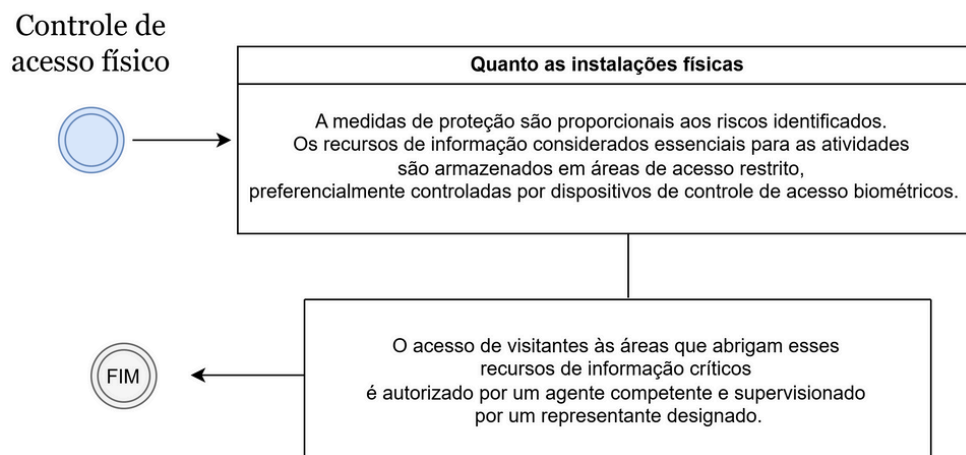 Controle de
acesso físico
Quanto as instalações físicas
A medidas de proteção são proporcionais aos riscos identificados.
Os recursos de informação considerados essenciais para as atividades
são armazenados em áreas de acesso restrito,
preferencialmente controladas por dispositivos de controle de acesso biométricos.
O acesso de visitantes às áreas que abrigam esses
recursos de informação críticos
é autorizado por um agente competente e supervisionado
por um representante designado.
FIM